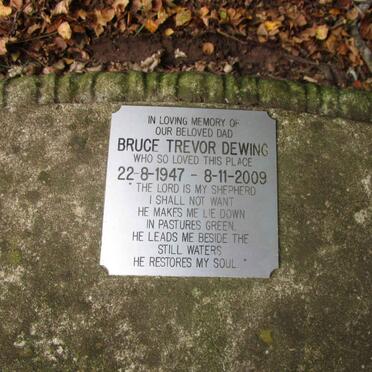 IN LOVING MEMORY OF
OUR BELOVED DAD
BRUCE TREVOR DEWING
WHO SO LOVED THIS PLACE
22-8-1947 - 8-11-2009
" THE LORD IS MY SHEPHERD
I SHALL NOT WANT
HE MAKES ME LIE DOWN
IN PASTURES GREEN.
HE LEADS ME BESIDE THE
STILL WATERS
HE RESTORES MY SOUL. "